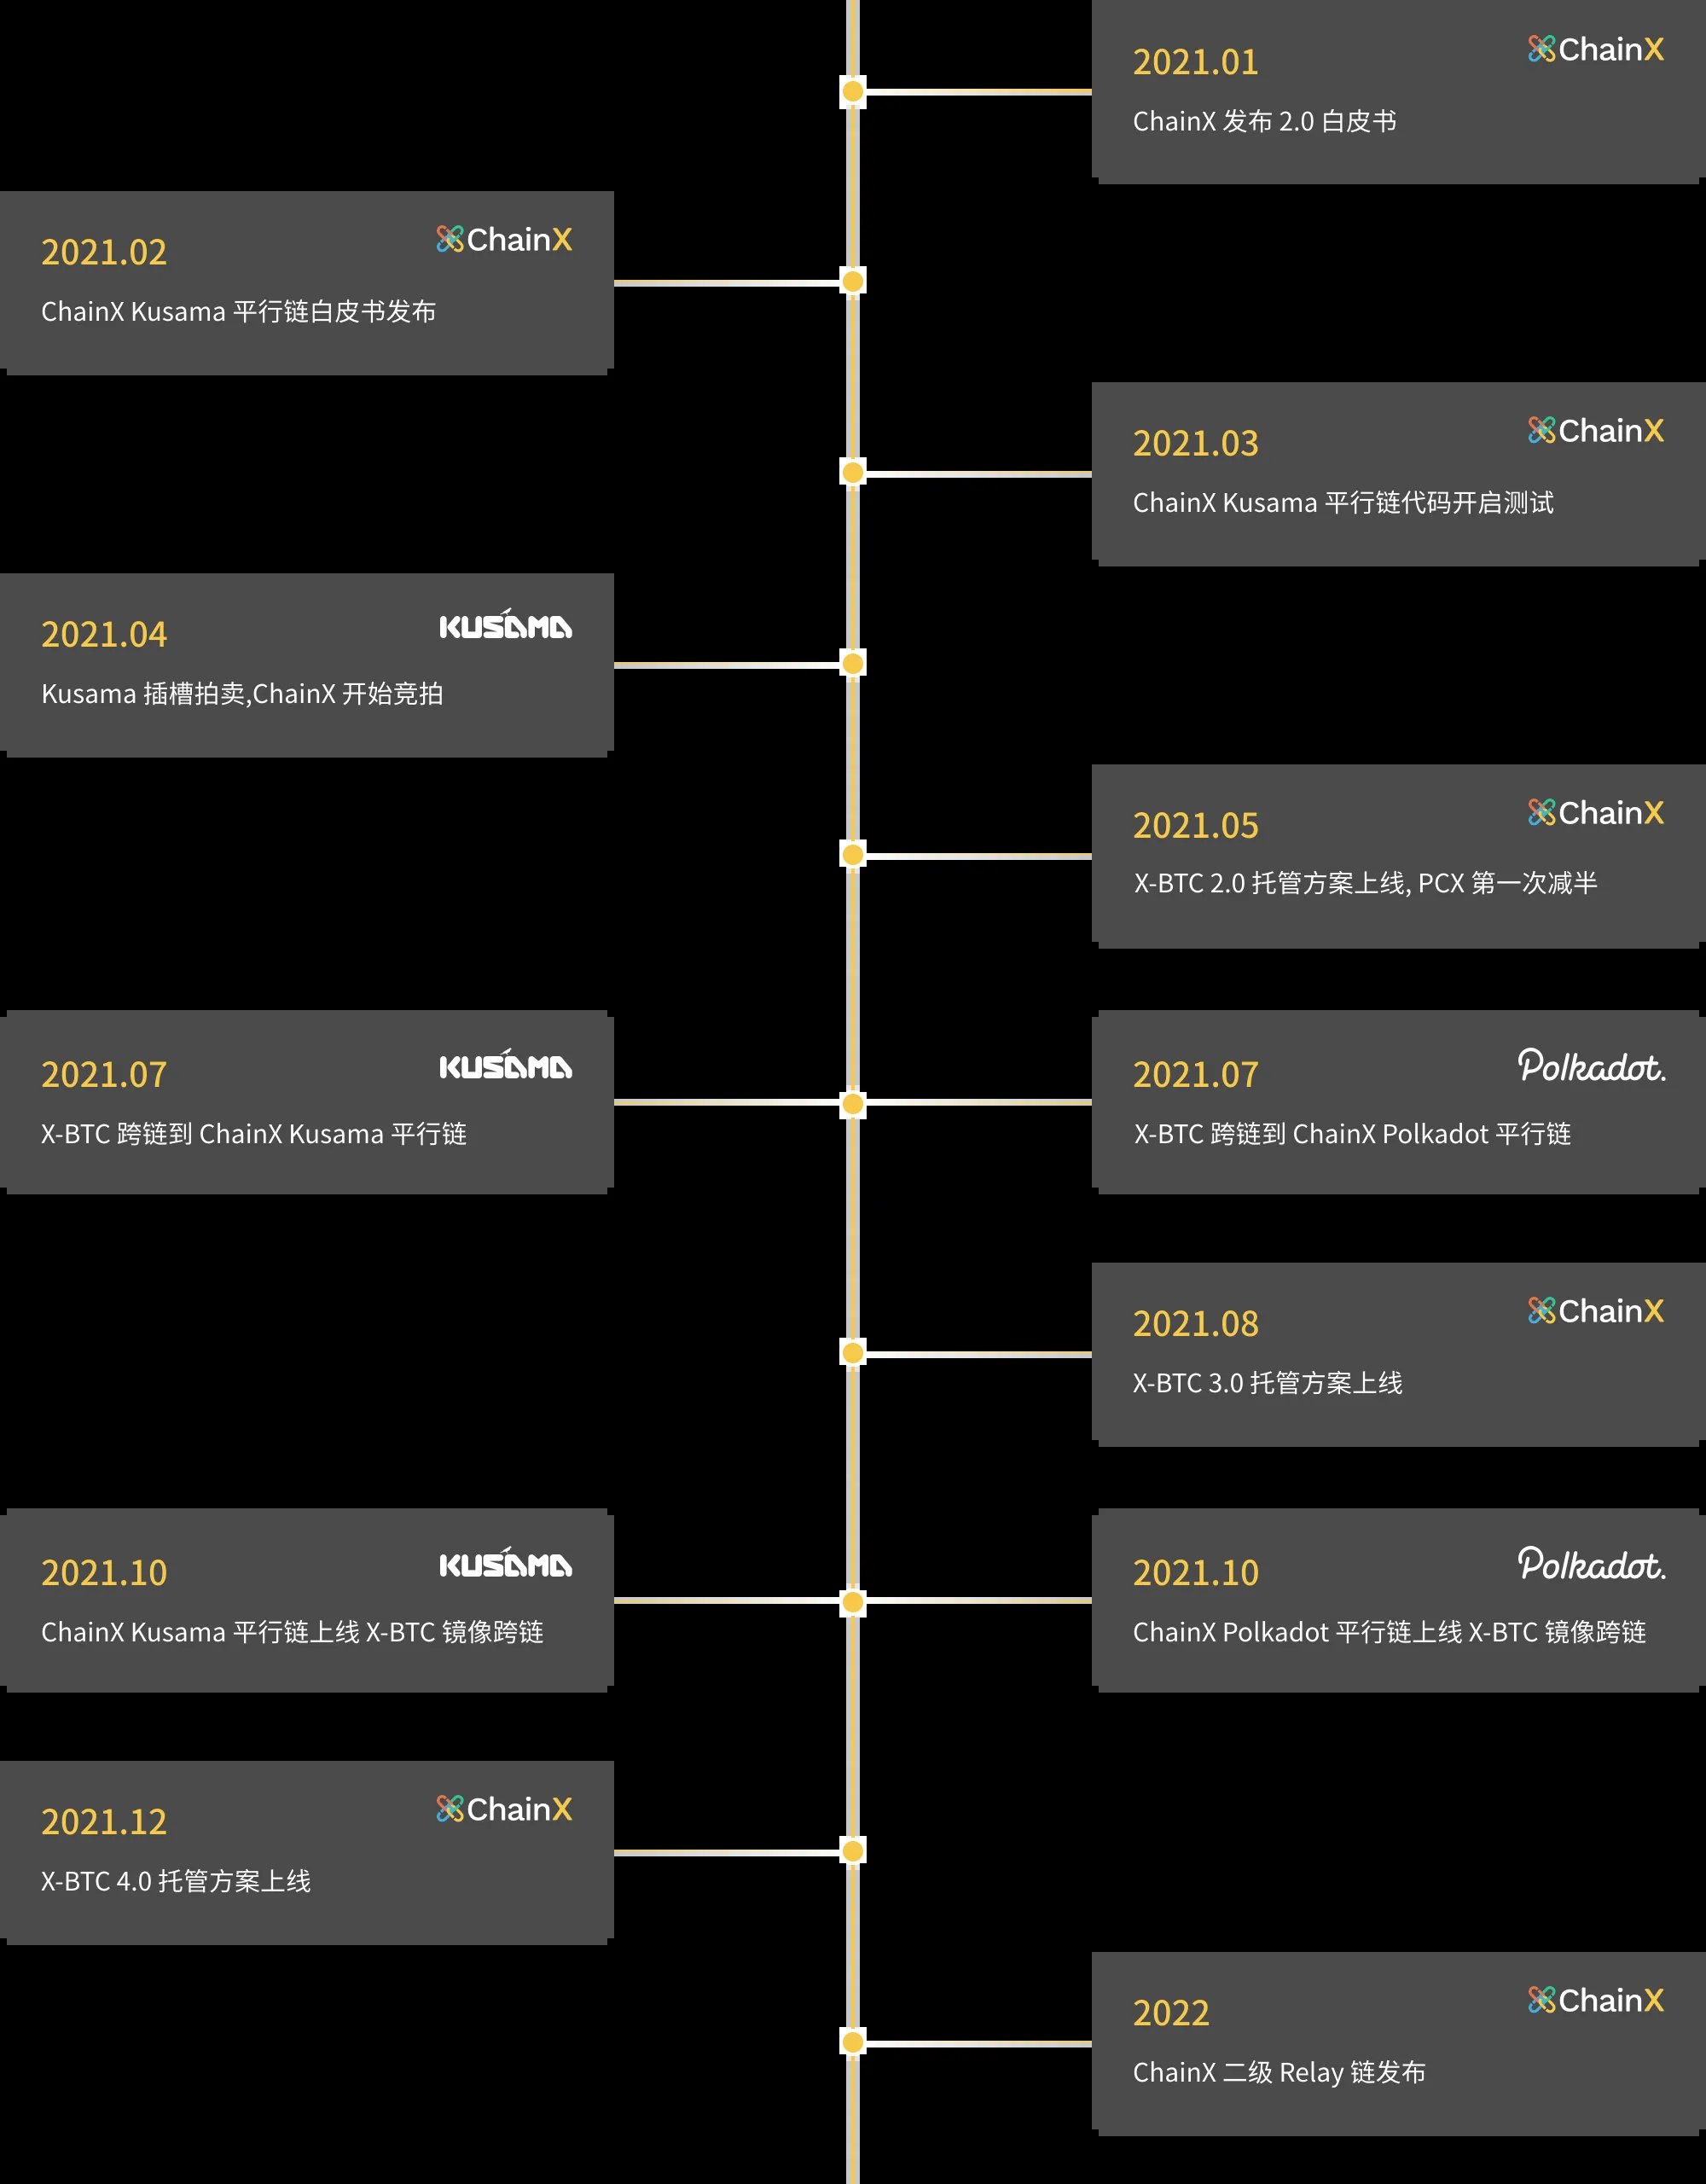 2021.01
ChainX
ChainX 发布 2.0 白皮书
2021.02
ChainX
ChainX Kusama 平行链白皮书发布
2021.03
ChainX
ChainX Kusama 平行链代码开启测试
2021.04
KUSAMA
Kusama 插槽拍卖,ChainX 开始竞拍
2021.05
ChainX
X-BTC 2.0 托管方案上线, PCX 第一次减半
2021.07
KUSAMA
X-BTC 跨链到 ChainX Kusama 平行链
2021.07
Polkadot.
X-BTC 跨链到 ChainX Polkadot 平行链
2021.08
ChainX
X-BTC 3.0 托管方案上线
2021.10
KUSAMA
ChainX Kusama 平行链上线 X-BTC 镜像跨链
2021.10
Polkadot.
ChainX Polkadot 平行链上线 X-BTC 镜像跨链
2021.12
ChainX
X-BTC 4.0 托管方案上线
2022
ChainX
ChainX 二级 Relay 链发布